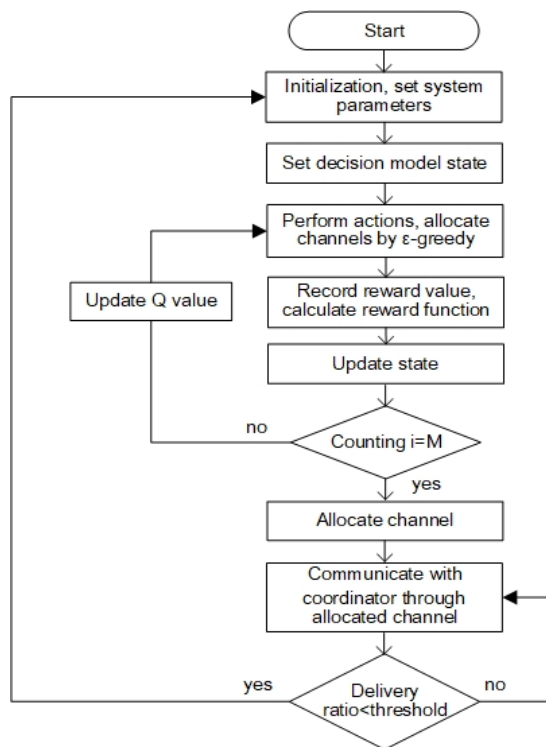 Start
Initialization, set system
parameters
Set decision model state
Perform actions, allocate
channels by ε-greedy
Update Q value
Record reward value,
calculate reward function
Update state
no
Counting i=M
yes
Allocate channel
Communicate with
coordinator through
allocated channel
yes
Delivery
ratio<threshold
no